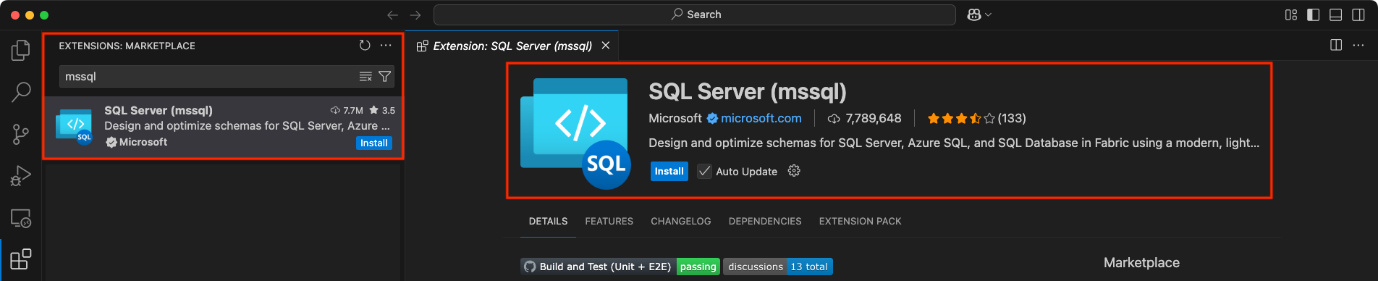 Search
EXTENSIONS: MARKETPLACE
mssql
SQL Server (mssql) 7.7M 3.5
Design and optimize schemas for SQL Server, Azure ...
Microsoft Install
SQL
Extension: SQL Server (mssql)
SQL Server (mssql)
Microsoft microsoft.com 7,789,648 (133)
Design and optimize schemas for SQL Server, Azure SQL, and SQL Database in Fabric using a modern, light...
Install Auto Update
SQL
DETAILS FEATURES CHANGELOG DEPENDENCIES EXTENSION PACK
Build and Test (Unit + E2E) passing discussions 13 total
Marketplace